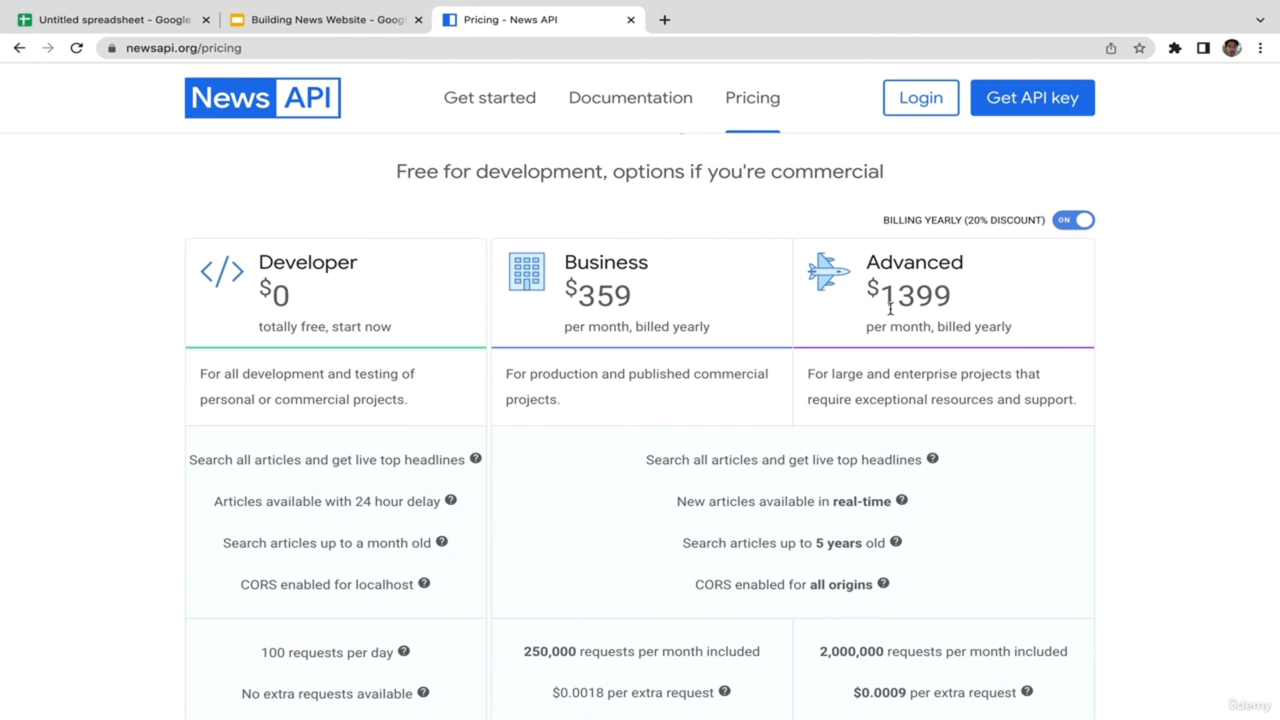 Untitled spreadsheet - Google
Building News Website - Goog
Pricing - News API
newsapi.org/pricing
News API
Get started
Documentation
Pricing
Login
Get API key
Free for development, options if you're commercial
BILLING YEARLY (20% DISCOUNT)
ON
Developer
$0
totally free, start now
For all development and testing of
personal or commercial projects.
Search all articles and get live top headlines
Articles available with 24 hour delay
Search articles up to a month old
CORS enabled for localhost
100 requests per day
No extra requests available
Business
$359
per month, billed yearly
For production and published commercial
projects.
Advanced
$1399
per month, billed yearly
For large and enterprise projects that
require exceptional resources and support.
Search all articles and get live top headlines
New articles available in real-time
Search articles up to 5 years old
CORS enabled for all origins
250,000 requests per month included
$0.0018 per extra request
2,000,000 requests per month included
$0.0009 per extra request
ûdemy